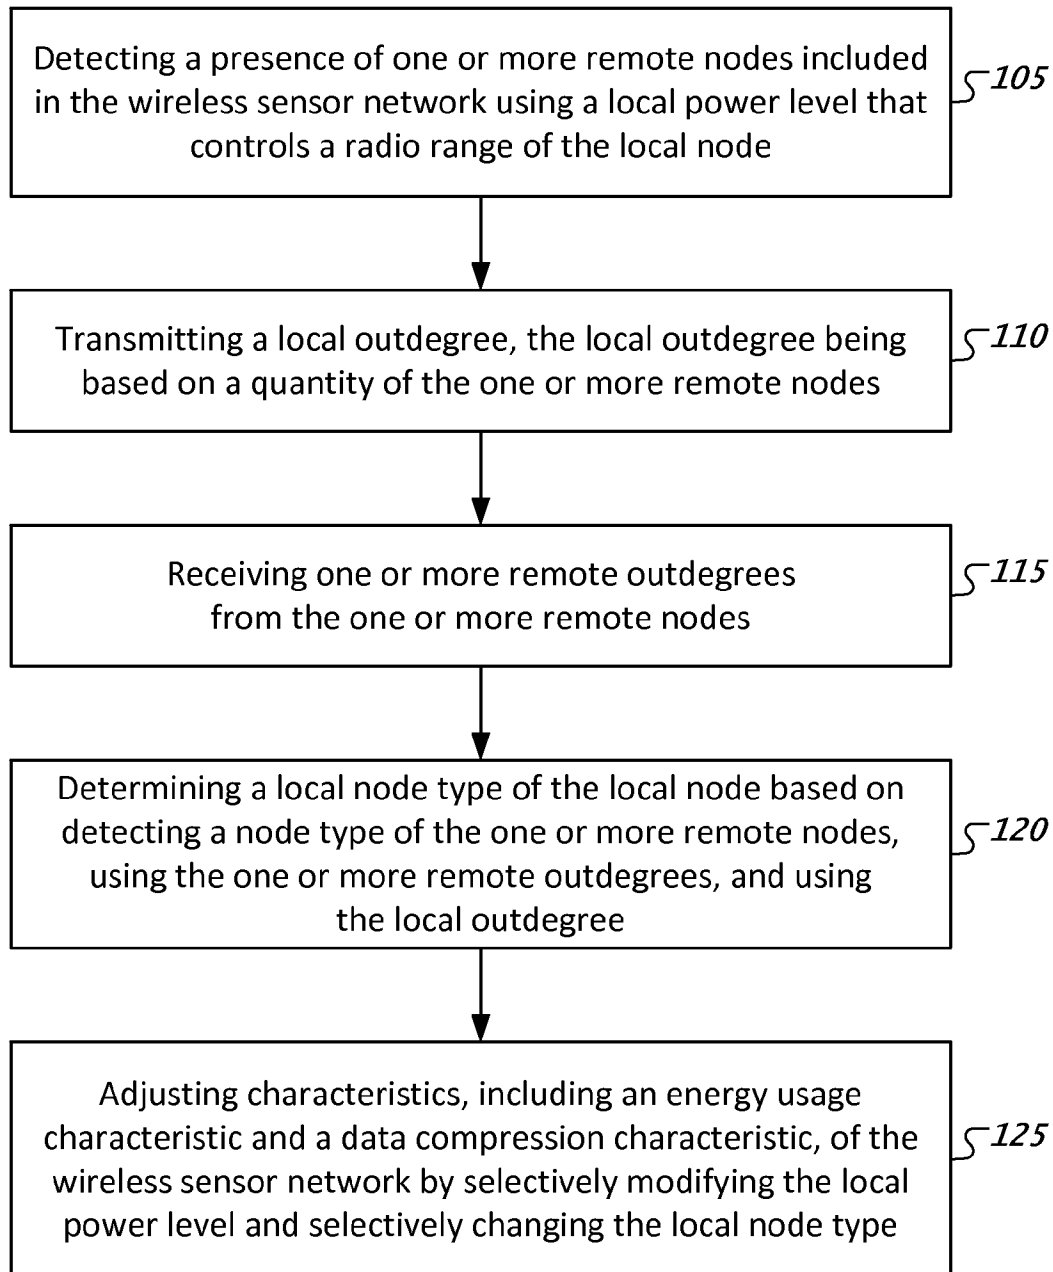 Detecting a presence of one or more remote nodes included
in the wireless sensor network using a local power level that
controls a radio range of the local node
105
Transmitting a local outdegree, the local outdegree being
based on a quantity of the one or more remote nodes
110
Receiving one or more remote outdegrees
from the one or more remote nodes
115
Determining a local node type of the local node based on
detecting a node type of the one or more remote nodes,
using the one or more remote outdegrees, and using
the local outdegree
120
Adjusting characteristics, including an energy usage
characteristic and a data compression characteristic, of the
wireless sensor network by selectively modifying the local
power level and selectively changing the local node type
125